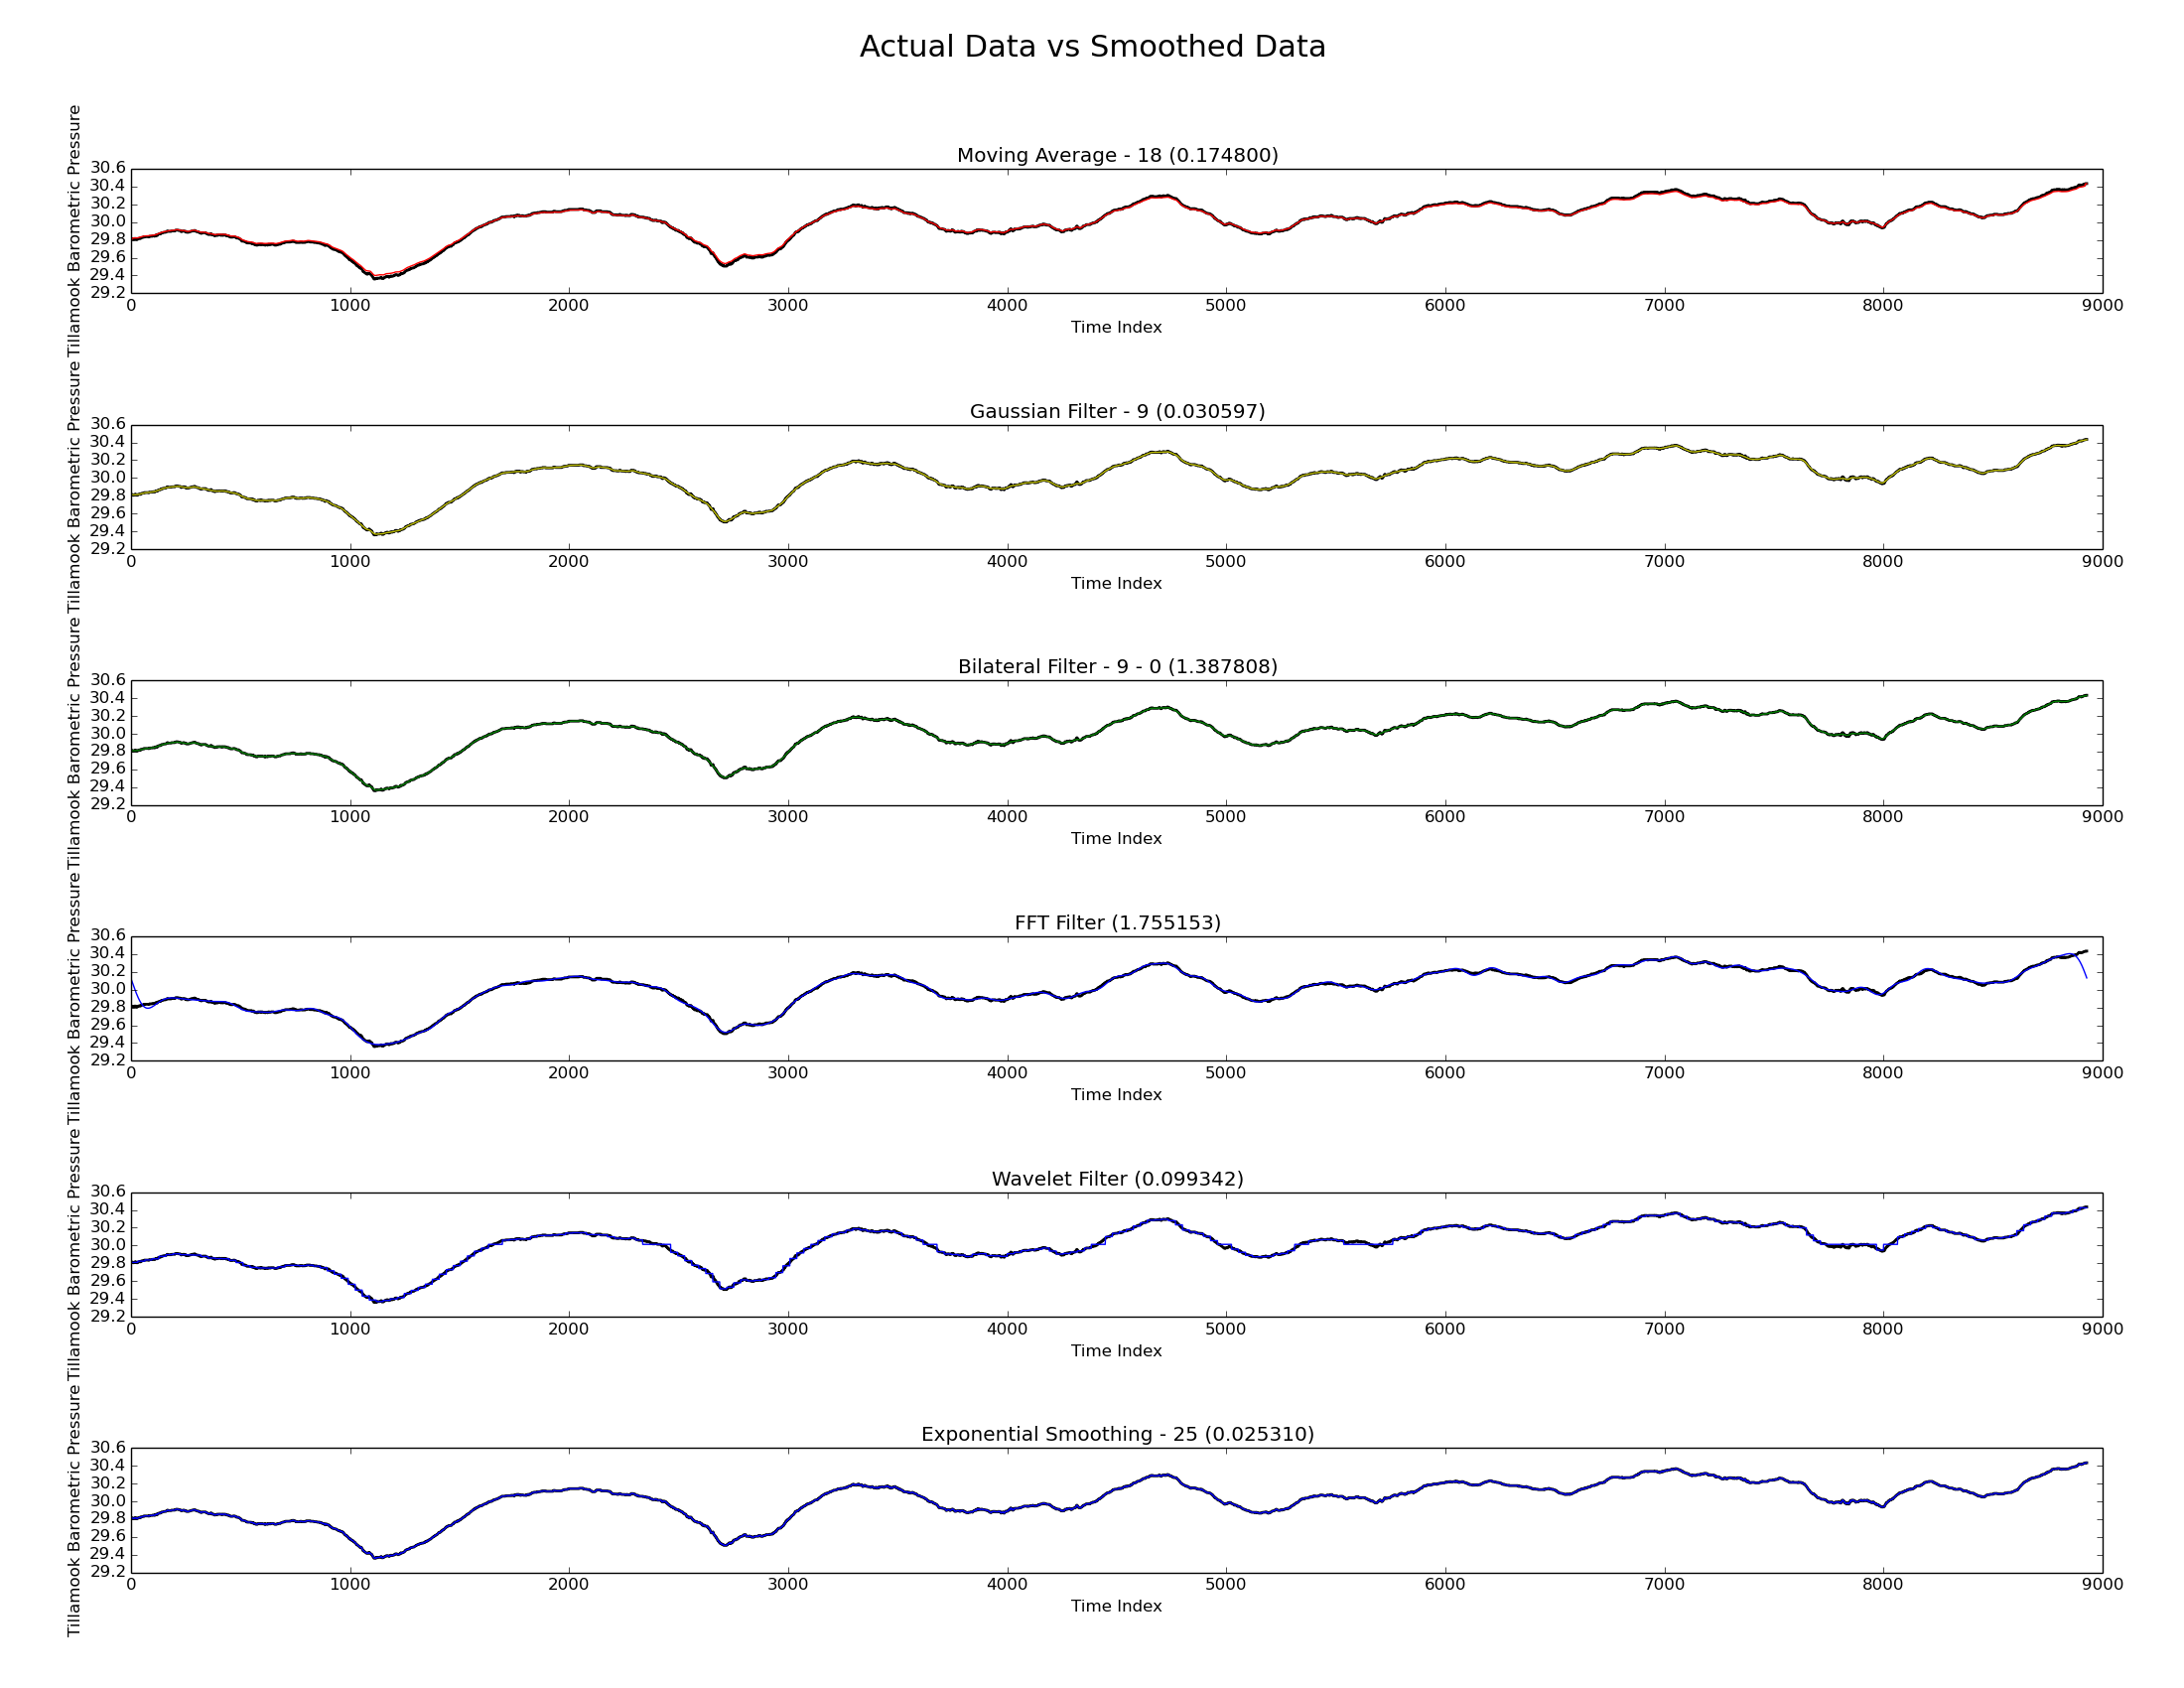 Actual Data vs Smoothed Data
Moving Average - 18 (0.174800)
Tillamook Barometric Pressure
30.6
30.4
30.2
30.0
29.8
29.6
29.4
29.2
0 1000 2000 3000 4000 5000 6000 7000 8000 9000
Time Index
Gaussian Filter - 9 (0.030597)
Tillamook Barometric Pressure
30.6
30.4
30.2
30.0
29.8
29.6
29.4
29.2
0 1000 2000 3000 4000 5000 6000 7000 8000 9000
Time Index
Bilateral Filter - 9 - 0 (1.387808)
Tillamook Barometric Pressure
30.6
30.4
30.2
30.0
29.8
29.6
29.4
29.2
0 1000 2000 3000 4000 5000 6000 7000 8000 9000
Time Index
FFT Filter (1.755153)
Tillamook Barometric Pressure
30.6
30.4
30.2
30.0
29.8
29.6
29.4
29.2
0 1000 2000 3000 4000 5000 6000 7000 8000 9000
Time Index
Wavelet Filter (0.099342)
Tillamook Barometric Pressure
30.6
30.4
30.2
30.0
29.8
29.6
29.4
29.2
0 1000 2000 3000 4000 5000 6000 7000 8000 9000
Time Index
Exponential Smoothing - 25 (0.025310)
Tillamook Barometric Pressure
30.6
30.4
30.2
30.0
29.8
29.6
29.4
29.2
0 1000 2000 3000 4000 5000 6000 7000 8000 9000
Time Index